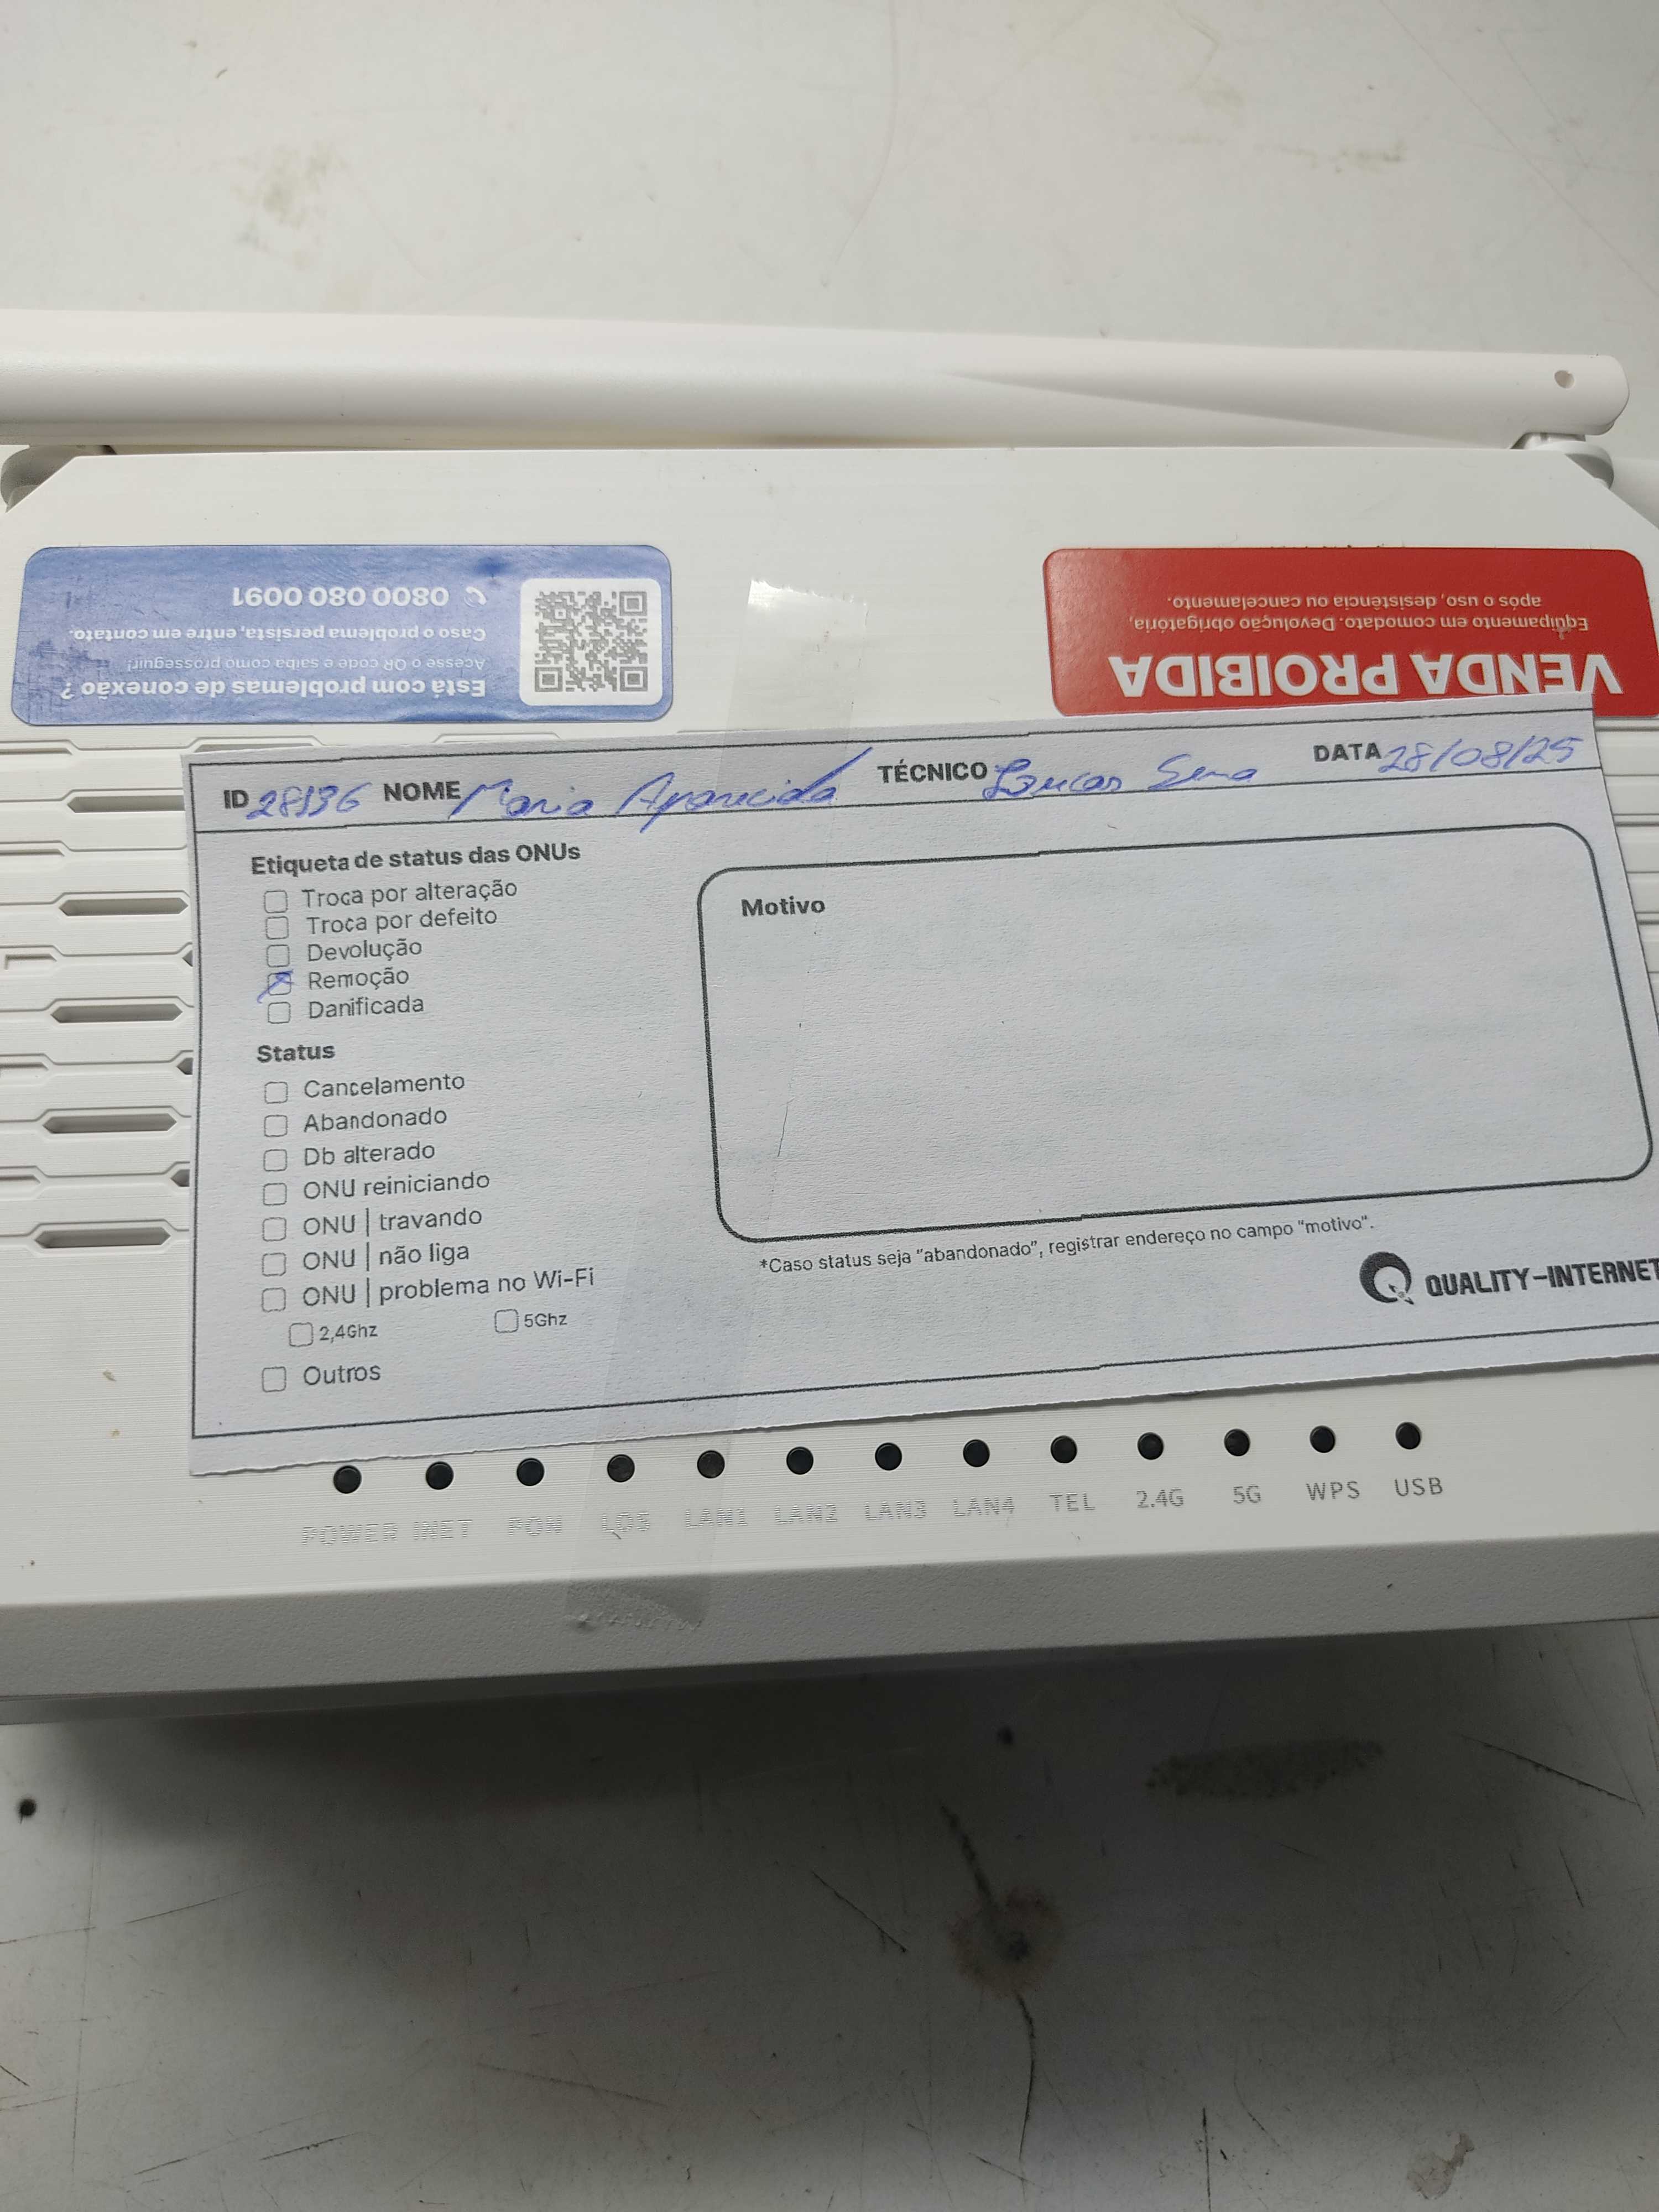 Está com problemas de conexão ?
Acesse o QR code e saiba como prosseguir!
Caso o problema persista, entre em contato.
0800 080 0091
VENDA PROIBIDA
Equipamento em comodato. Devolução obrigatória,
após o uso, desistência ou cancelamento.
ID 28136 NOME Maria Aparecida TÉCNICO Lucas Sena DATA 28/08/25
Etiqueta de status das ONUs
Troca por alteração
Troca por defeito
Devolução
Remoção
Danificada
Status
Cancelamento
Abandonado
Db alterado
ONU reiniciando
ONU | travando
ONU | não liga
ONU | problema no Wi-Fi
2,4Ghz 5Ghz
Outros
Motivo
*Caso status seja "abandonado", registrar endereço no campo "motivo".
QUALITY-INTERNET
POWER INET PON LOS LAN1 LAN2 LAN3 LAN4 TEL 2.4G 5G WPS USB